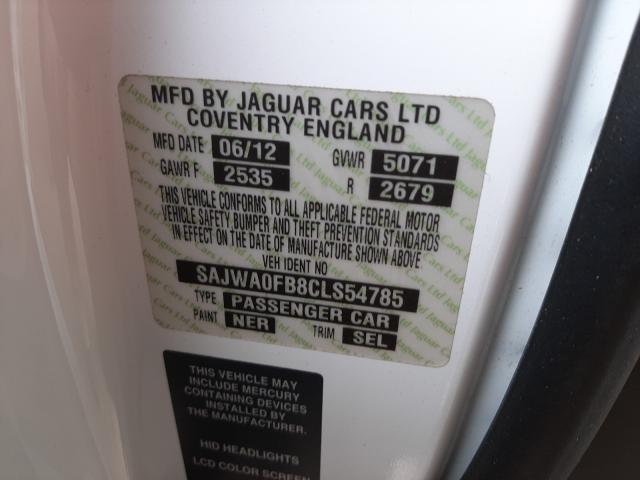 MFD BY JAGUAR CARS LTD
COVENTRY ENGLAND
MFD DATE 06/12 GVWR 5071
GAWR F 2535 R 2679
THIS VEHICLE CONFORMS TO ALL APPLICABLE FEDERAL MOTOR
VEHICLE SAFETY BUMPER AND THEFT PREVENTION STANDARDS
IN EFFECT ON THE DATE OF MANUFACTURE SHOWN ABOVE
VEH IDENT NO
SAJWA0FB8CLS54785
TYPE PASSENGER CAR
PAINT NER TRIM SEL
THIS VEHICLE MAY
INCLUDE MERCURY
CONTAINING DEVICES
INSTALLED BY
THE MANUFACTURER.
HID HEADLIGHTS
LCD COLOR SCREEN